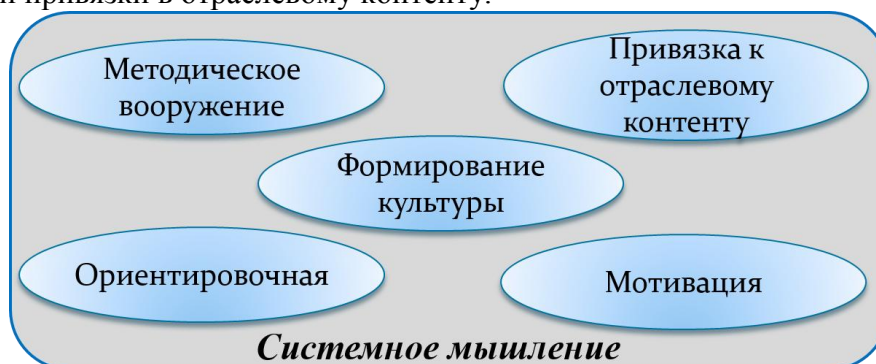 и привязки в отраслевому контенту.
Методическое
вооружение
Привязка к
отраслевому
контенту
Формирование
культуры
Ориентировочная
Мотивация
Системное мышление